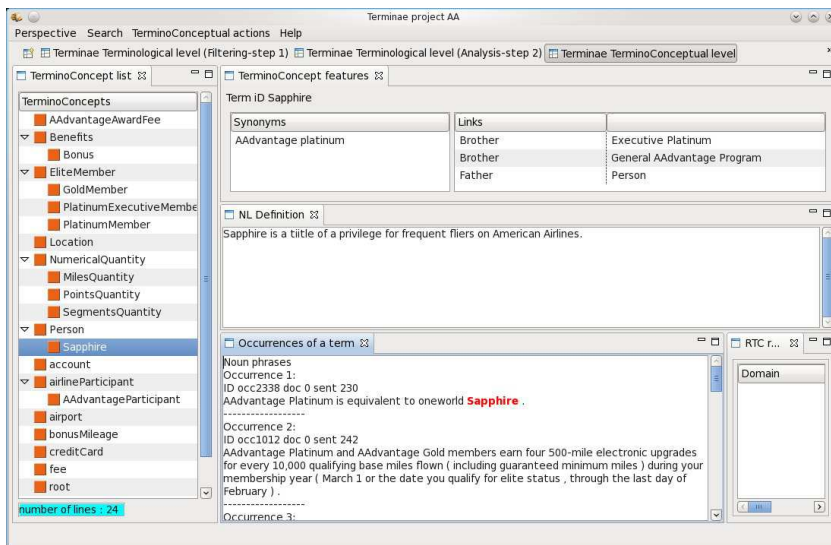 Terminae project AA
Perspective Search TerminoConceptual actions Help
Terminae Terminological level (Filtering-step 1) Terminae Terminological level (Analysis-step 2) Terminae TerminoConceptual level
TerminoConcept list
TerminoConcepts
AAdvantageAwardFee
Benefits
Bonus
EliteMember
GoldMember
PlatinumExecutiveMembe
PlatinumMember
Location
NumericalQuantity
MilesQuantity
PointsQuantity
SegmentsQuantity
Person
Sapphire
account
airlineParticipant
AAdvantageParticipant
airport
bonusMileage
creditCard
fee
root
number of lines : 24
TerminoConcept features
Term iD Sapphire
Synonyms
AAdvantage platinum
Links
Brother Executive Platinum
Brother General AAdvantage Program
Father Person
NL Definition
Sapphire is a tiitle of a privilege for frequent fliers on American Airlines.
Occurrences of a term
Noun phrases
Occurrence 1:
ID occ2338 doc 0 sent 230
AAdvantage Platinum is equivalent to oneworld Sapphire .
------------------
Occurrence 2:
ID occ1012 doc 0 sent 242
AAdvantage Platinum and AAdvantage Gold members earn four 500-mile electronic upgrades
for every 10,000 qualifying base miles flown ( including guaranteed minimum miles ) during your
membership year ( March 1 or the date you qualify for elite status , through the last day of
February ) .
------------------
Occurrence 3:
RTC r...
Domain